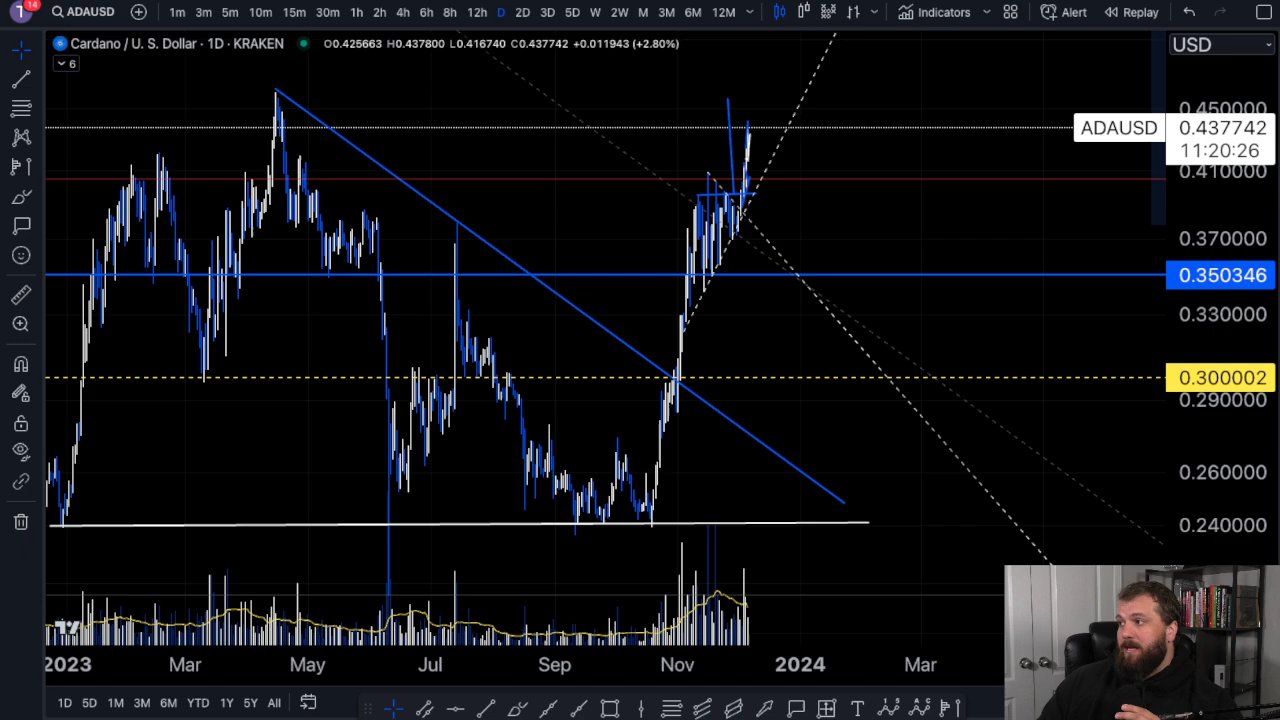 14
ADAUSD 1m 3m 5m 10m 15m 30m 1h 2h 4h 6h 8h 12h D 2D 3D 5D W 2W M 3M 6M 12M Indicators Alert Replay
Cardano / U. S. Dollar · 1D · KRAKEN O0.425663 H0.437800 L0.416740 C0.437742 +0.011943 (+2.80%)
USD
6
0.450000
ADAUSD 0.437742
11:20:26
0.410000
0.370000
0.350346
0.330000
0.300002
0.290000
0.260000
0.240000
2023 Mar May Jul Sep Nov 2024 Mar
1D 5D 1M 3M 6M YTD 1Y 5Y All